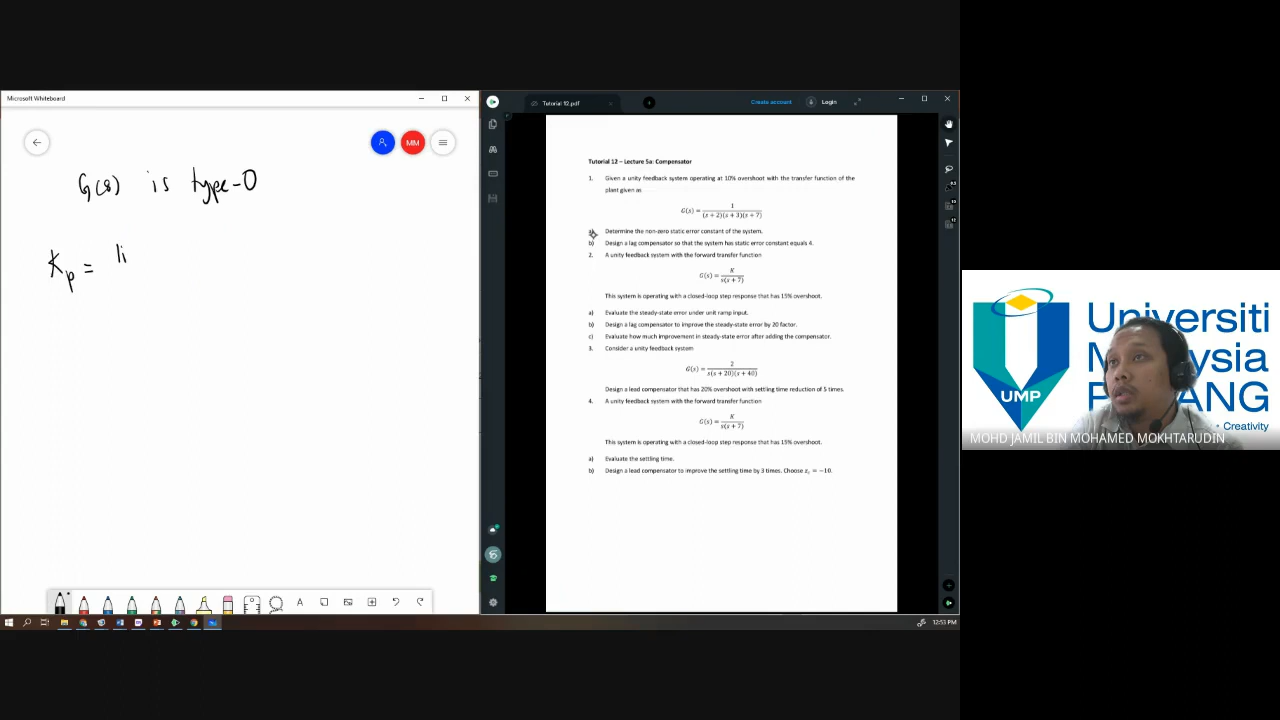 Microsoft Whiteboard
MM
G(s) is type-0
Kp = li
Tutorial 12.pdf
Create account
Login
Tutorial 12 – Lecture 5a: Compensator
1. Given a unity feedback system operating at 10% overshoot with the transfer function of the
plant given as
G(s) = 1 / (s + 2)(s + 3)(s + 7)
a) Determine the non-zero static error constant of the system.
b) Design a lag compensator so that the system has static error constant equals 4.
2. A unity feedback system with the forward transfer function
G(s) = K / s(s + 7)
This system is operating with a closed-loop step response that has 15% overshoot.
a) Evaluate the steady-state error under unit ramp input.
b) Design a lag compensator to improve the steady-state error by 20 factor.
c) Evaluate how much improvement in steady-state error after adding the compensator.
3. Consider a unity feedback system
G(s) = 2 / s(s + 20)(s + 40)
Design a lead compensator that has 20% overshoot with settling time reduction of 5 times.
4. A unity feedback system with the forward transfer function
G(s) = K / s(s + 7)
This system is operating with a closed-loop step response that has 15% overshoot.
a) Evaluate the settling time.
b) Design a lead compensator to improve the settling time by 3 times. Choose zc = −10.
12:53 PM
Universiti
Malaysia
PAHANG
UMP
• Creativity
MOHD JAMIL BIN MOHAMED MOKHTARUDIN